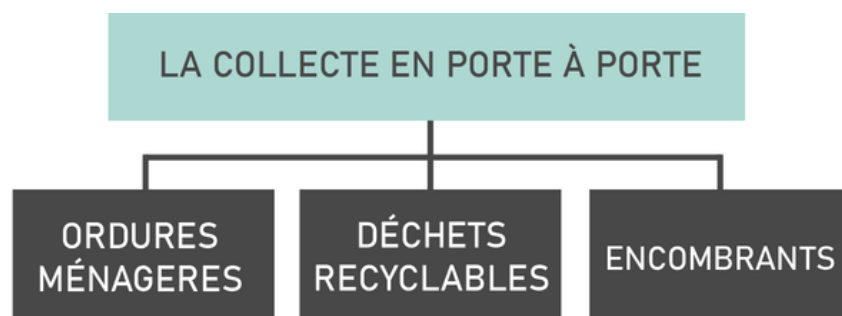 LA COLLECTE EN PORTE À PORTE
ORDURES
MÉNAGERES
DÉCHETS
RECYCLABLES
ENCOMBRANTS